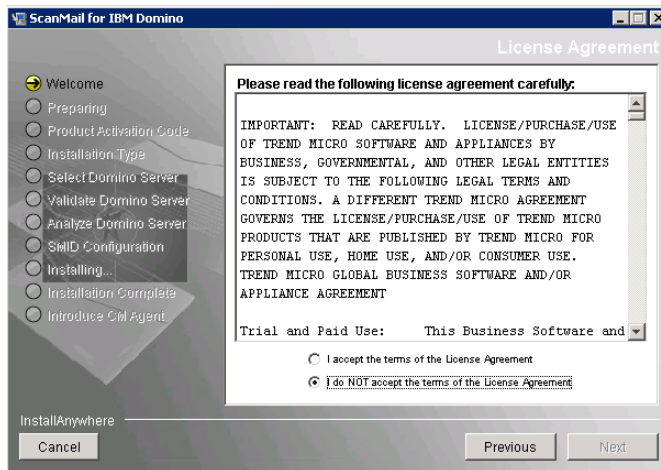 ScanMail for IBM Domino
License Agreement
Welcome
Preparing
Product Activation Code
Installation Type
Select Domino Server
Validate Domino Server
Analyze Domino Server
SMID Configuration
Installing...
Installation Complete
Introduce CM Agent
Please read the following license agreement carefully:
IMPORTANT: READ CAREFULLY. LICENSE/PURCHASE/USE
OF TREND MICRO SOFTWARE AND APPLIANCES BY
BUSINESS, GOVERNMENTAL, AND OTHER LEGAL ENTITIES
IS SUBJECT TO THE FOLLOWING LEGAL TERMS AND
CONDITIONS. A DIFFERENT TREND MICRO AGREEMENT
GOVERNS THE LICENSE/PURCHASE/USE OF TREND MICRO
PRODUCTS THAT ARE PUBLISHED BY TREND MICRO FOR
PERSONAL USE, HOME USE, AND/OR CONSUMER USE.
TREND MICRO GLOBAL BUSINESS SOFTWARE AND/OR
APPLIANCE AGREEMENT
Trial and Paid Use: This Business Software and
I accept the terms of the License Agreement
I do NOT accept the terms of the License Agreement
InstallAnywhere
Cancel
Previous
Next